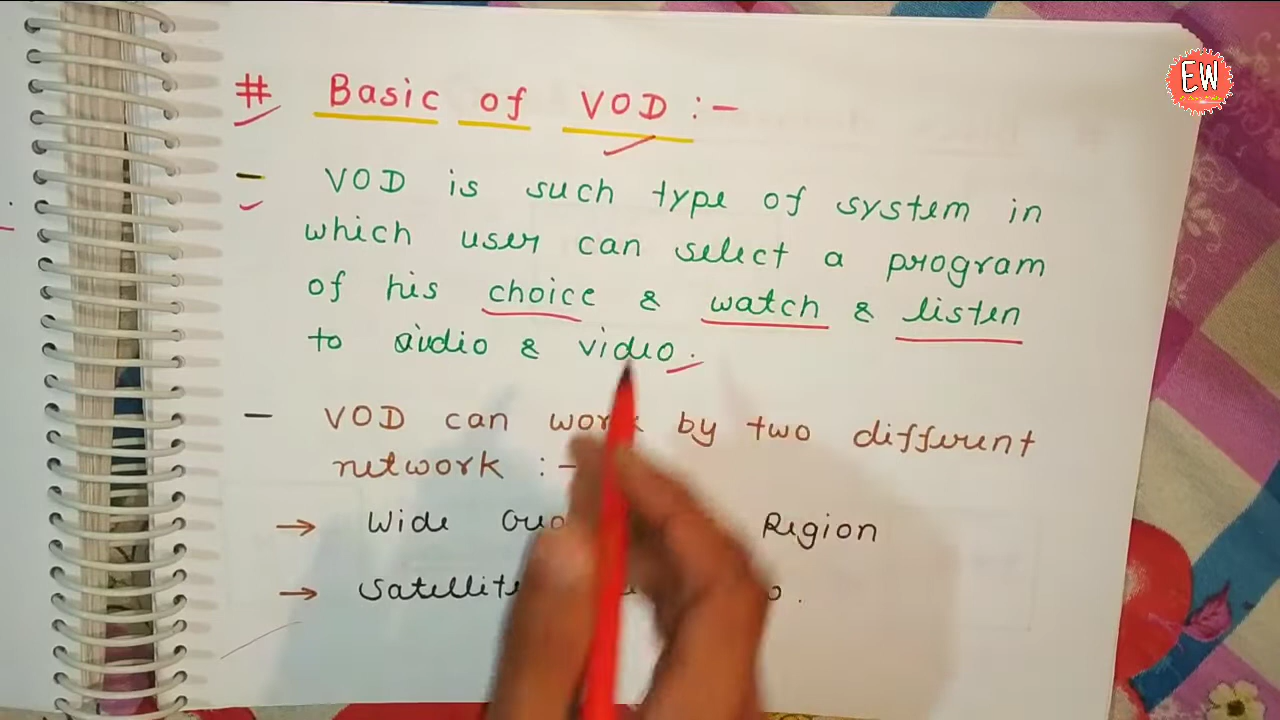 # Basic of VOD :-
- VOD is such type of system in
which user can select a program
of his choice & watch & listen
to audio & video.
- VOD can work by two different
network :-
→ Wide Region
→ Satellite
EW